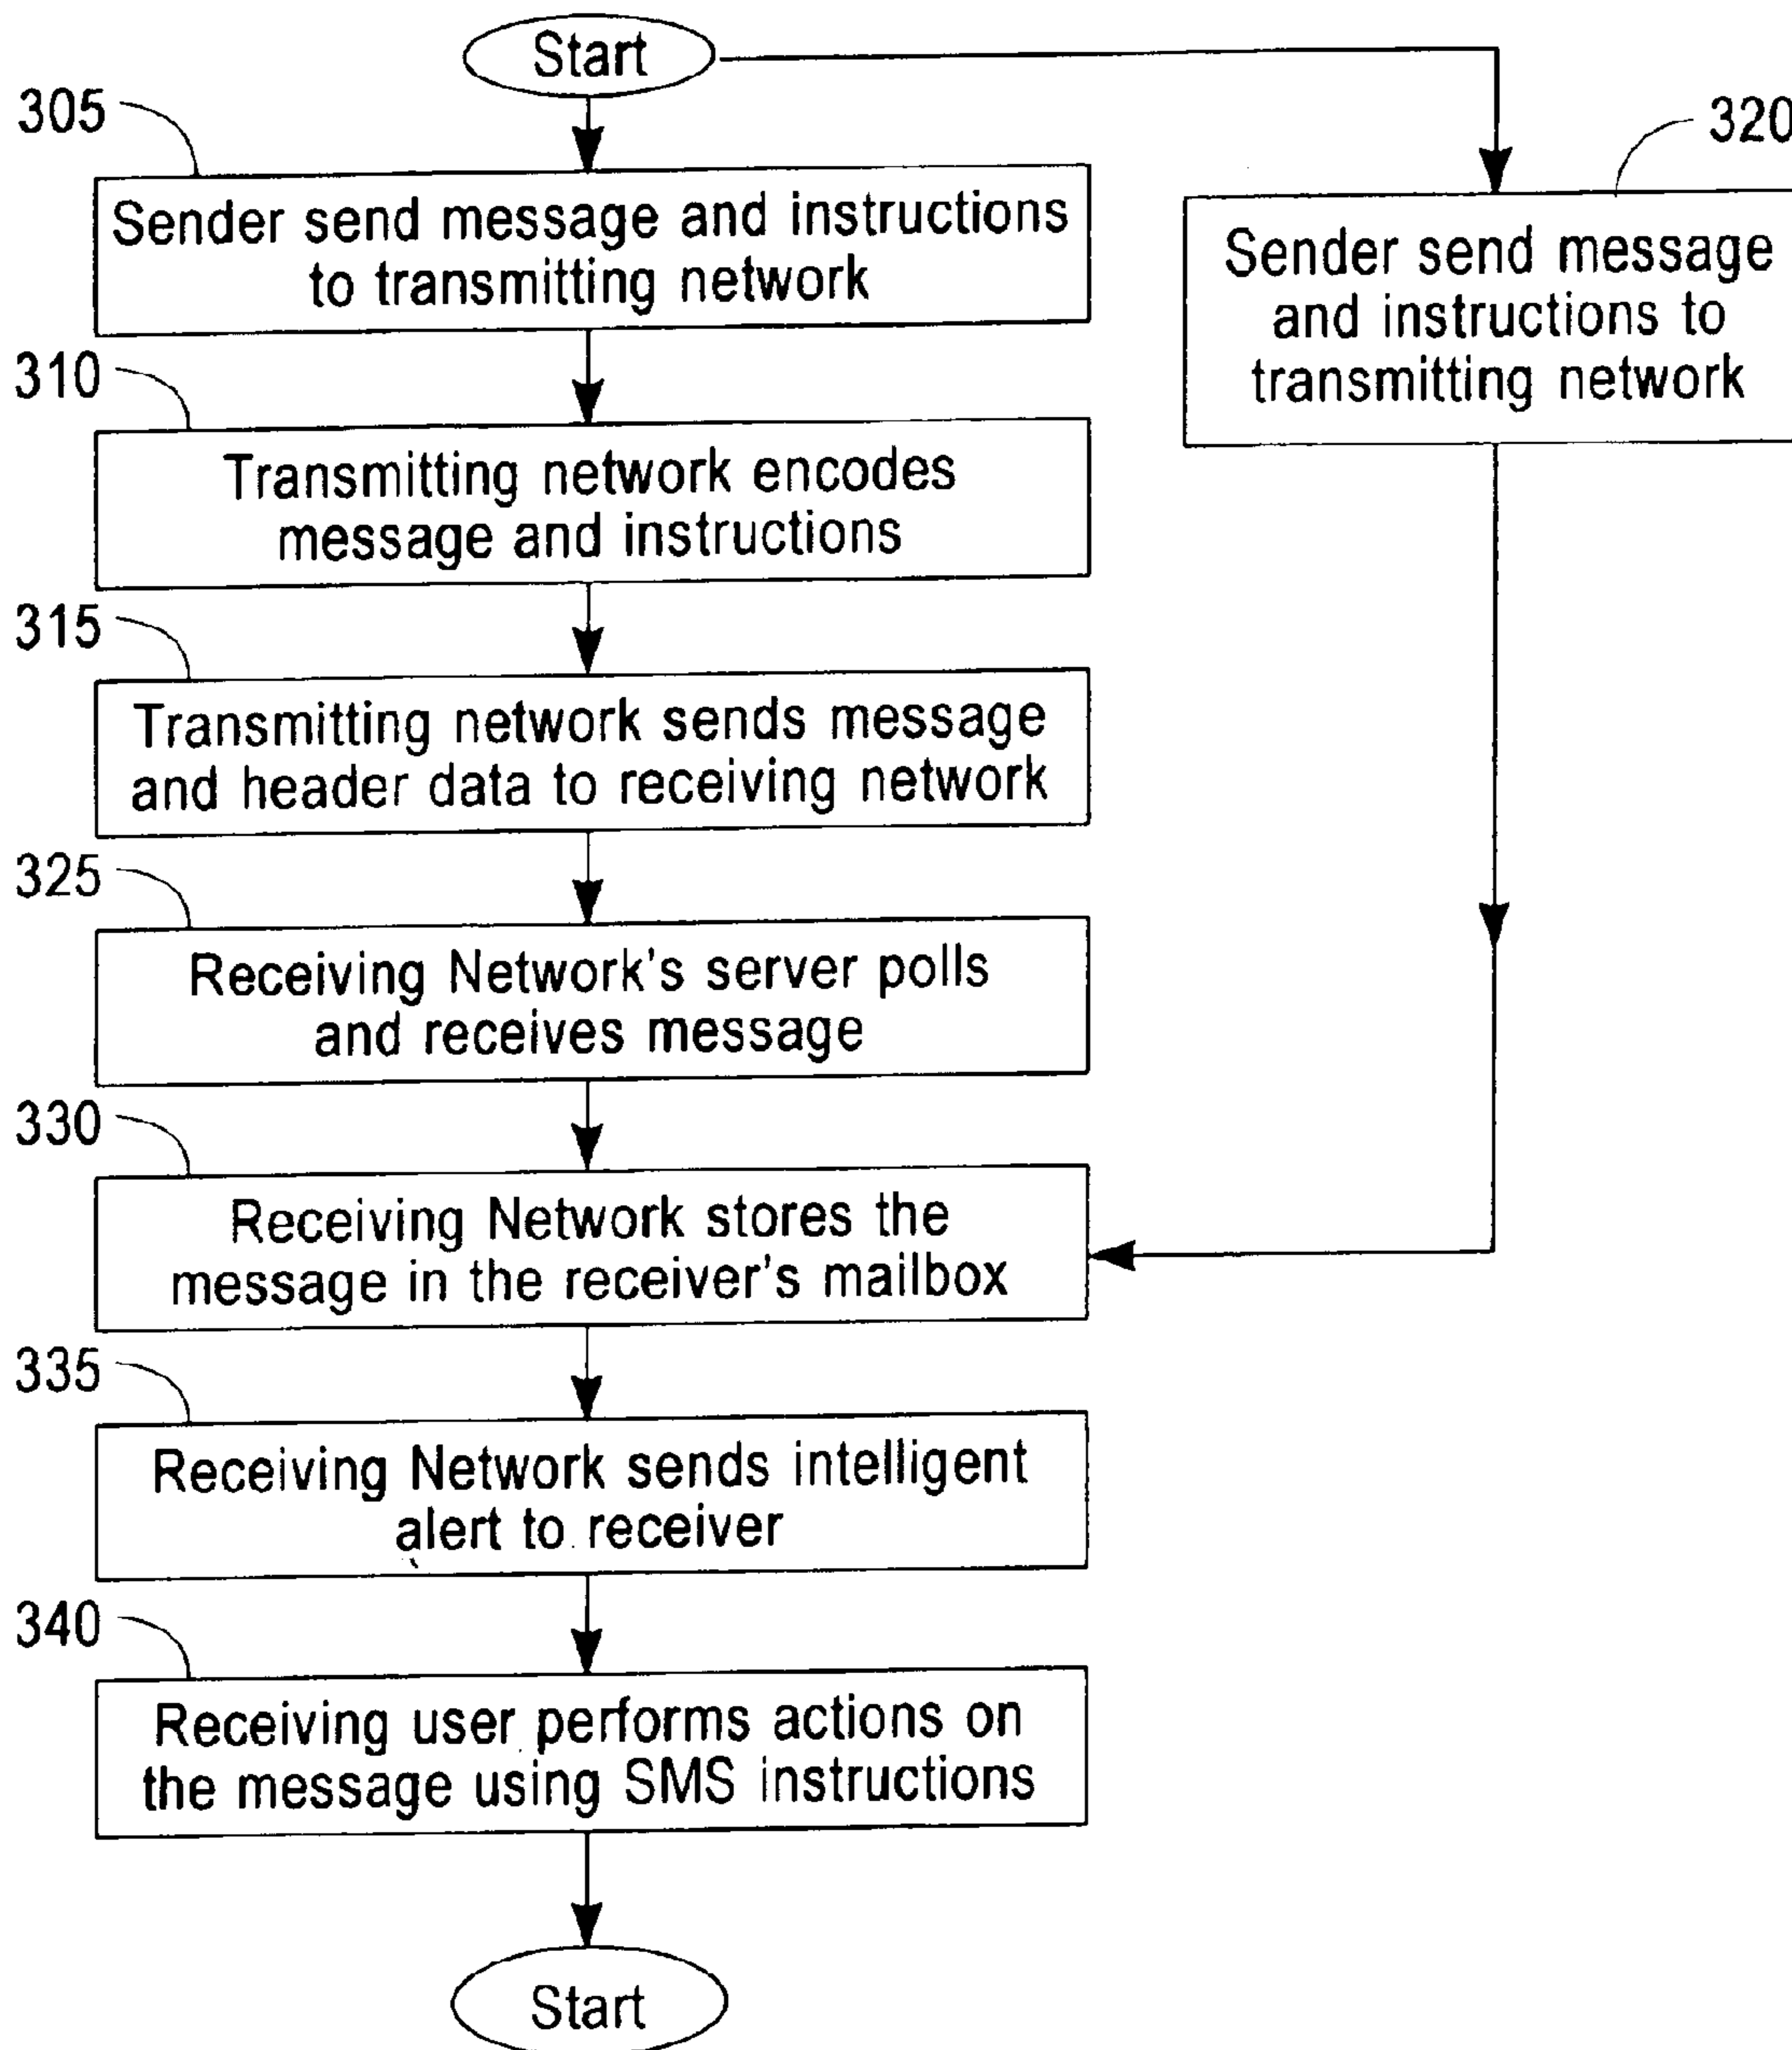 Start
305
320
Sender send message and instructions
to transmitting network
Sender send message
and instructions to
transmitting network
310
Transmitting network encodes
message and instructions
315
Transmitting network sends message
and header data to receiving network
325
Receiving Network's server polls
and receives message
330
Receiving Network stores the
message in the receiver's mailbox
335
Receiving Network sends intelligent
alert to receiver
340
Receiving user performs actions on
the message using SMS instructions
Start